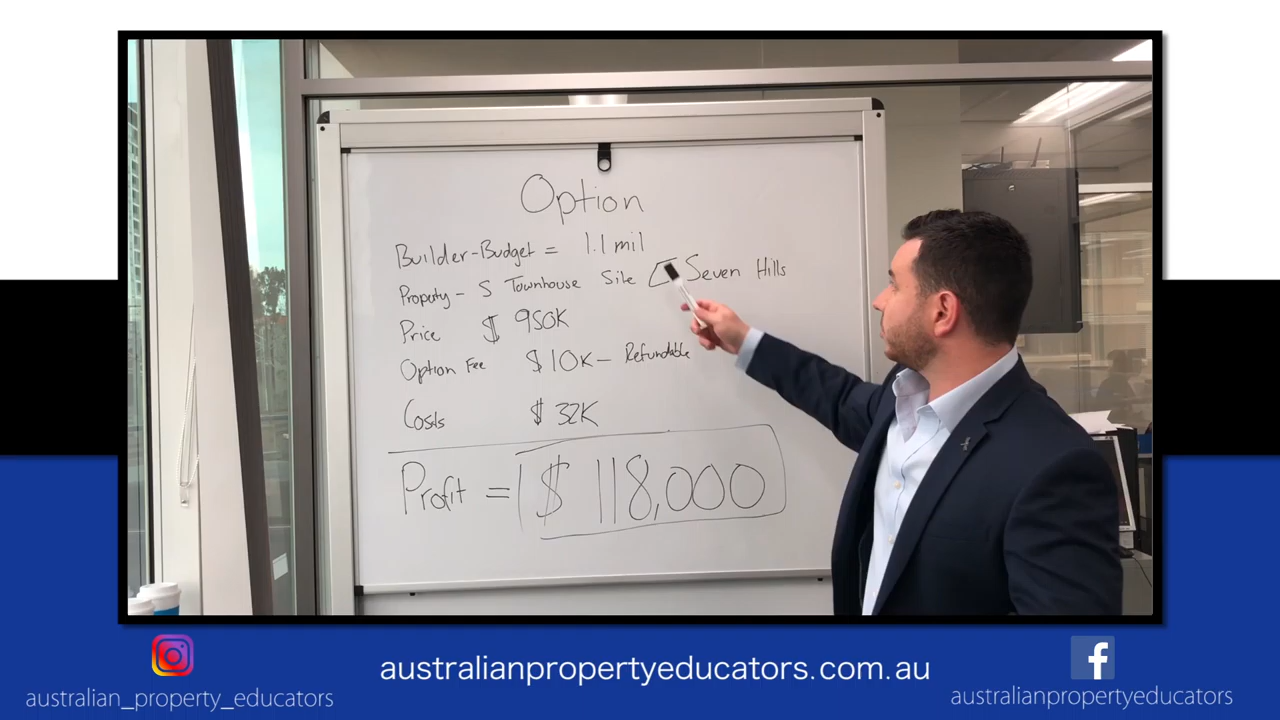 Option
Builder-Budget = 1.1 mil
Property - 5 Townhouse Site Seven Hills
Price $ 950K
Option Fee $10K - Refundable
Costs $ 32K
Profit = $ 118,000
australianpropertyeducators.com.au
australian_property_educators
australianpropertyeducators